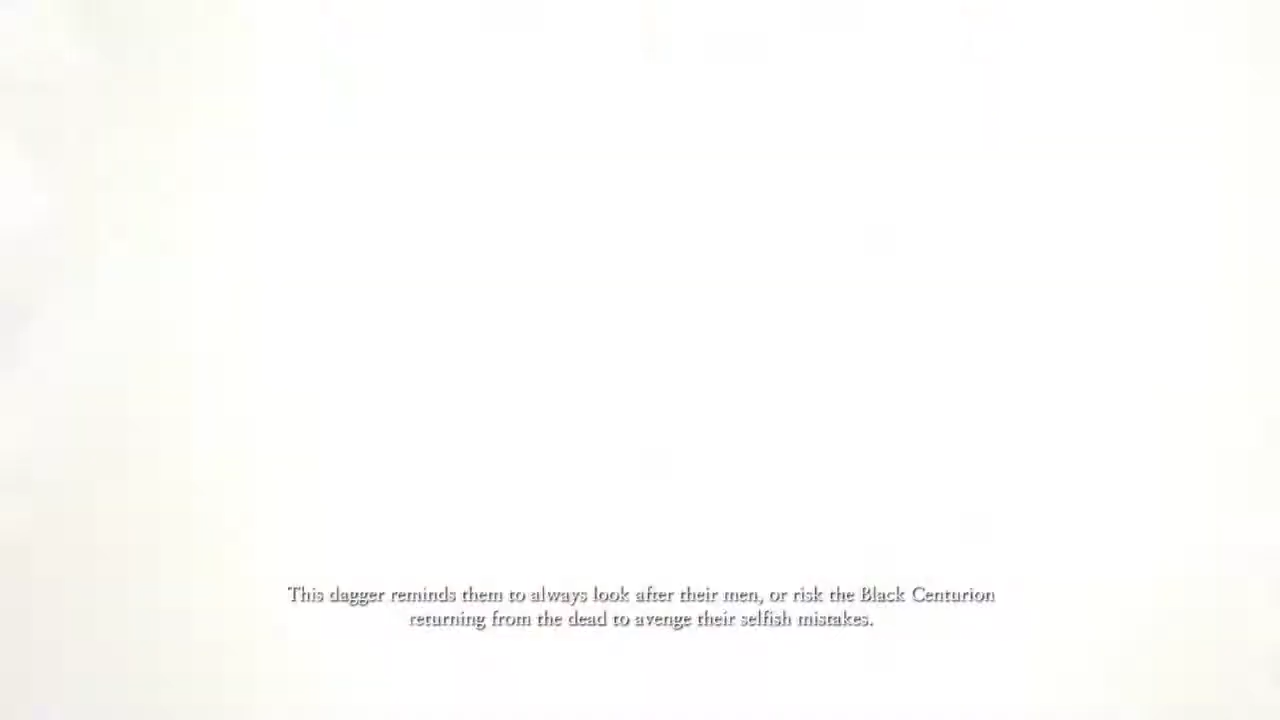 This dagger reminds them to always look after their men, or risk the Black Centurion
returning from the dead to avenge their selfish mistakes.